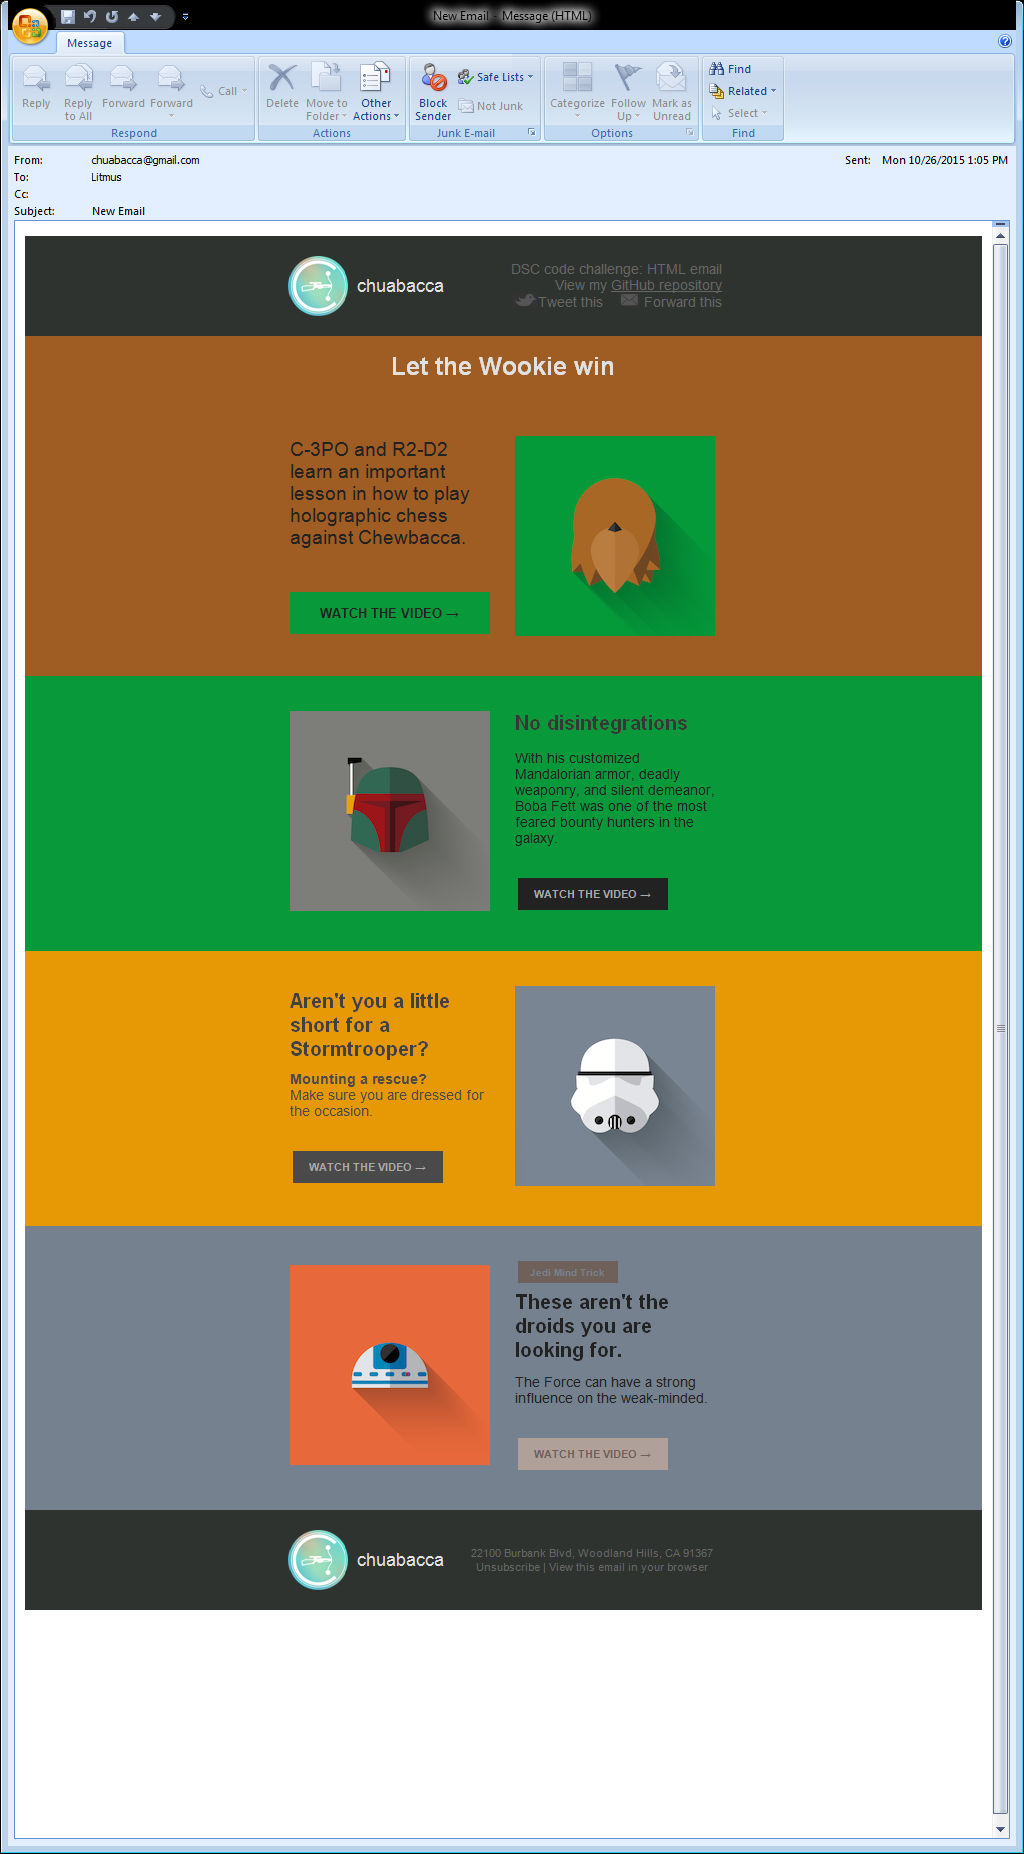 New Email - Message (HTML)
Message
Reply
Reply to All
Forward
Forward
Call
Respond
Delete
Move to Folder
Other Actions
Actions
Block Sender
Safe Lists
Not Junk
Junk E-mail
Categorize
Follow Up
Mark as Unread
Options
Find
Related
Select
Find
From: chuabacca@gmail.com
Sent: Mon 10/26/2015 1:05 PM
To: Litmus
Cc:
Subject: New Email
chuabacca
DSC code challenge: HTML email
View my GitHub repository
Tweet this Forward this
Let the Wookie win
C-3PO and R2-D2
learn an important
lesson in how to play
holographic chess
against Chewbacca.
WATCH THE VIDEO →
No disintegrations
With his customized
Mandalorian armor, deadly
weaponry, and silent demeanor,
Boba Fett was one of the most
feared bounty hunters in the
galaxy.
WATCH THE VIDEO →
Aren't you a little
short for a
Stormtrooper?
Mounting a rescue?
Make sure you are dressed for
the occasion.
WATCH THE VIDEO →
Jedi Mind Trick
These aren't the
droids you are
looking for.
The Force can have a strong
influence on the weak-minded.
WATCH THE VIDEO →
chuabacca
22100 Burbank Blvd, Woodland Hills, CA 91367
Unsubscribe | View this email in your browser